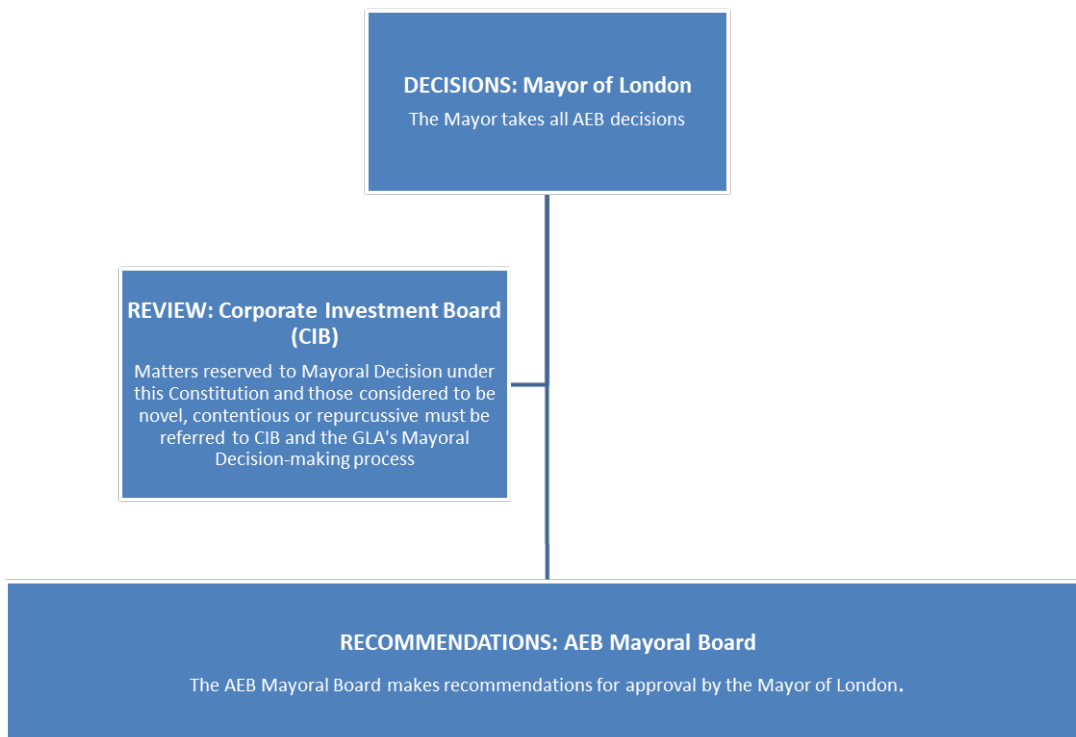 DECISIONS: Mayor of London
The Mayor takes all AEB decisions
REVIEW: Corporate Investment Board
(CIB)
Matters reserved to Mayoral Decision under
this Constitution and those considered to be
novel, contentious or repurcussive must be
referred to CIB and the GLA's Mayoral
Decision-making process
RECOMMENDATIONS: AEB Mayoral Board
The AEB Mayoral Board makes recommendations for approval by the Mayor of London.